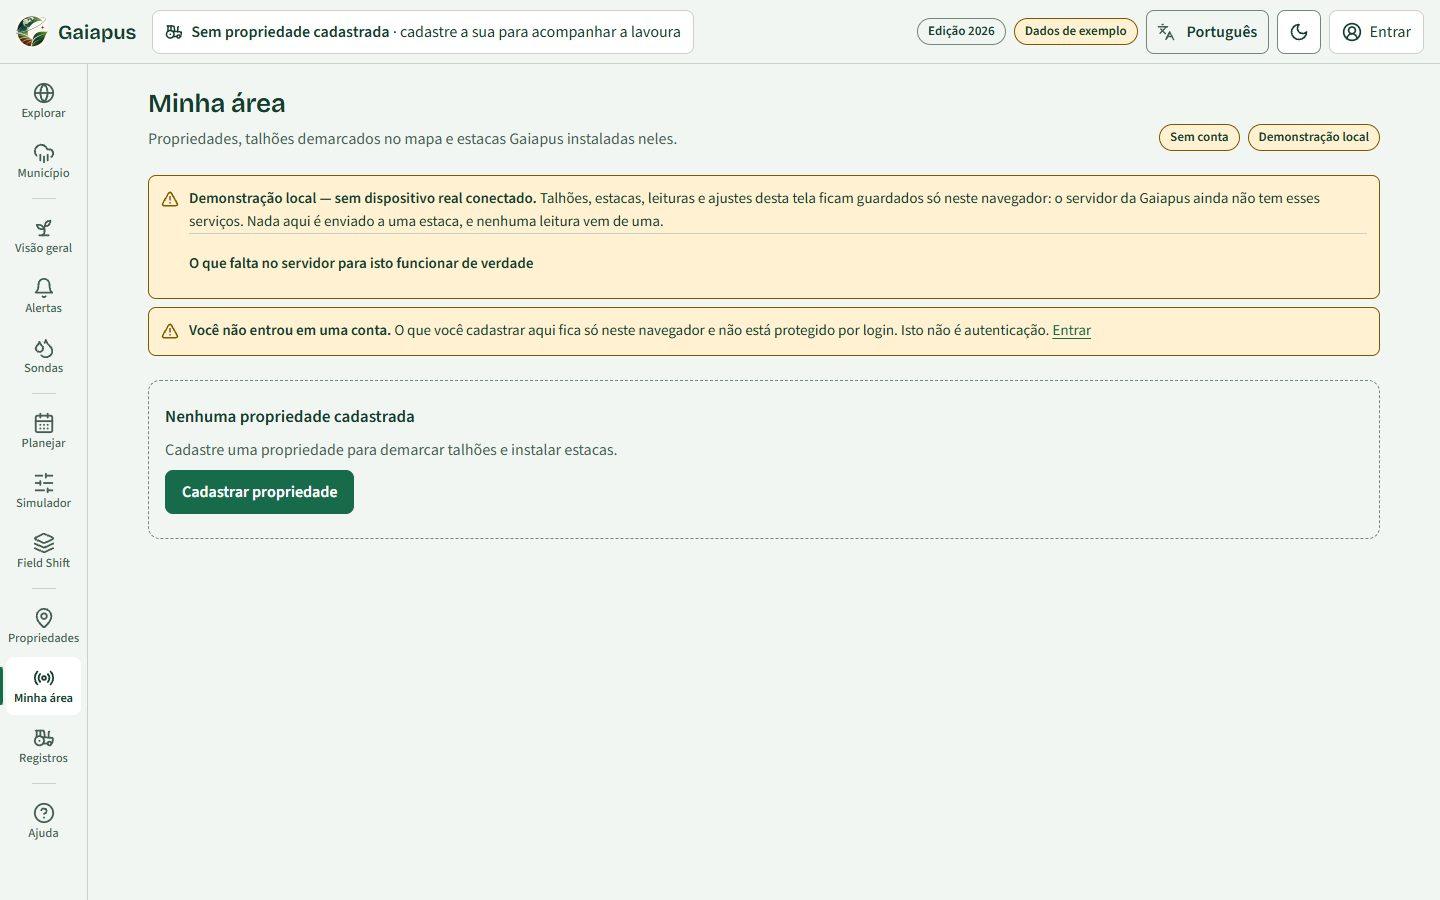 Gaiapus
Sem propriedade cadastrada · cadastre a sua para acompanhar a lavoura
Edição 2026
Dados de exemplo
Português
Entrar
Explorar
Município
Visão geral
Alertas
Sondas
Planejar
Simulador
Field Shift
Propriedades
Minha área
Registros
Ajuda
Minha área
Propriedades, talhões demarcados no mapa e estacas Gaiapus instaladas neles.
Sem conta
Demonstração local
Demonstração local — sem dispositivo real conectado. Talhões, estacas, leituras e ajustes desta tela ficam guardados só neste navegador: o servidor da Gaiapus ainda não tem esses
serviços. Nada aqui é enviado a uma estaca, e nenhuma leitura vem de uma.
O que falta no servidor para isto funcionar de verdade
Você não entrou em uma conta. O que você cadastrar aqui fica só neste navegador e não está protegido por login. Isto não é autenticação. Entrar
Nenhuma propriedade cadastrada
Cadastre uma propriedade para demarcar talhões e instalar estacas.
Cadastrar propriedade